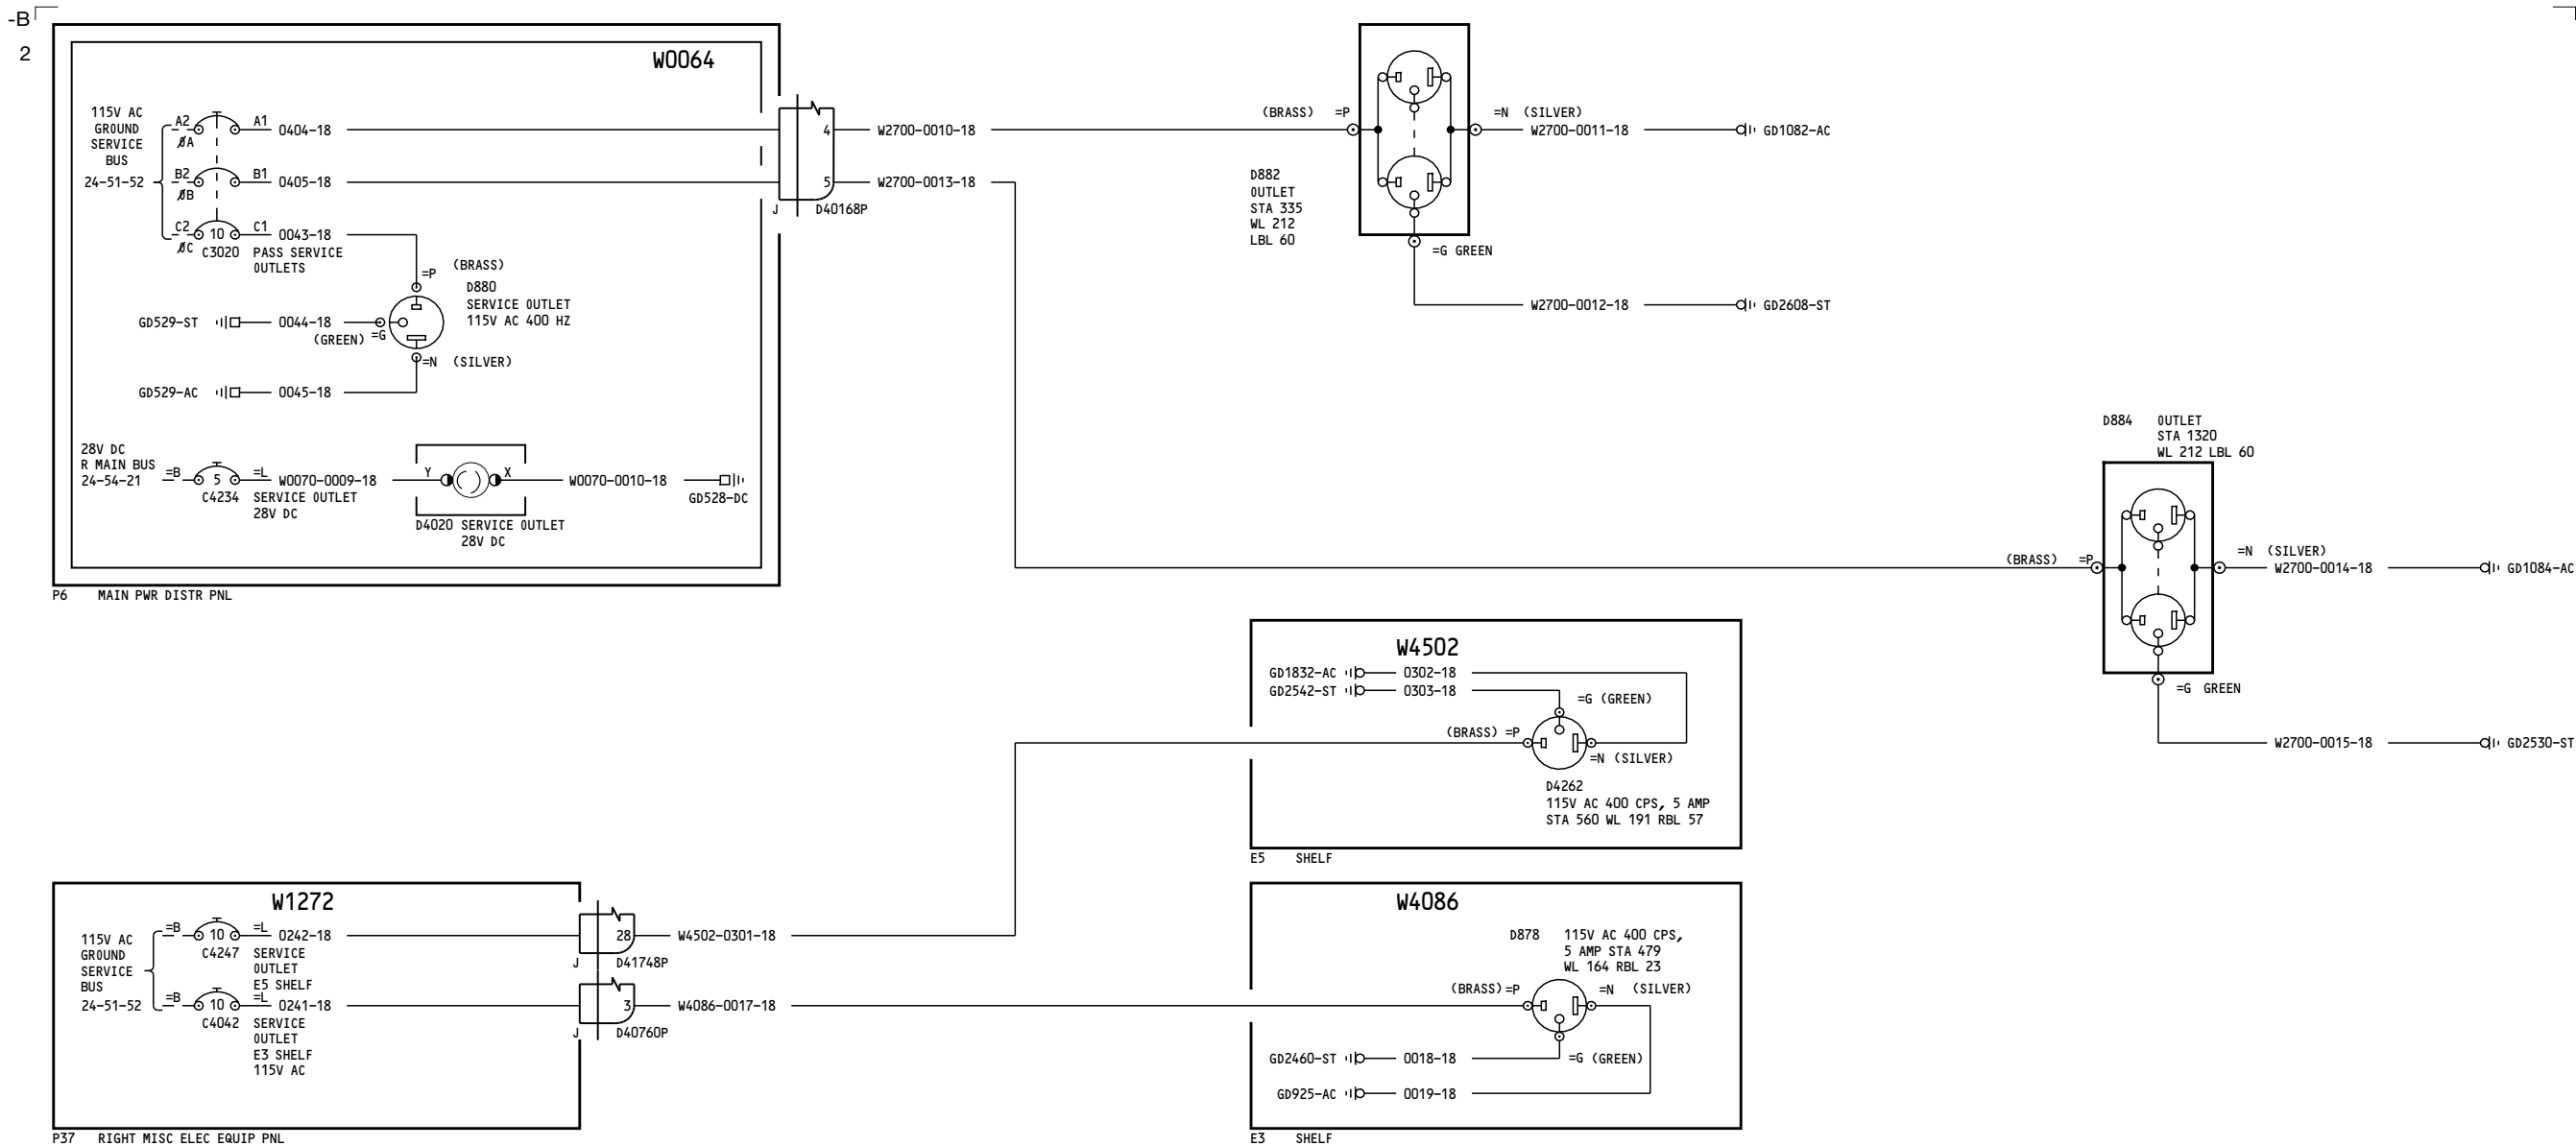 -B
2
W0064
115V AC
GROUND
SERVICE
BUS
24-51-52
A2
ØA
A1
0404-18
B2
ØB
B1
0405-18
C2
ØC
10
C1
0043-18
C3020
PASS SERVICE
OUTLETS
=P
(BRASS)
D880
SERVICE OUTLET
115V AC 400 HZ
GD529-ST
0044-18
(GREEN)
=G
=N
(SILVER)
GD529-AC
0045-18
28V DC
R MAIN BUS
24-54-21
=B
5
=L
W0070-0009-18
C4234
SERVICE OUTLET
28V DC
Y
X
W0070-0010-18
GD528-DC
D4020 SERVICE OUTLET
28V DC
P6 MAIN PWR DISTR PNL
4
W2700-0010-18
5
W2700-0013-18
J
D40168P
(BRASS)
=P
=N (SILVER)
W2700-0011-18
GD1082-AC
D882
OUTLET
STA 335
WL 212
LBL 60
=G GREEN
W2700-0012-18
GD2608-ST
D884 OUTLET
STA 1320
WL 212 LBL 60
(BRASS)
=P
=N (SILVER)
W2700-0014-18
GD1084-AC
=G GREEN
W2700-0015-18
GD2530-ST
W4502
GD1832-AC
0302-18
GD2542-ST
0303-18
=G (GREEN)
(BRASS) =P
=N (SILVER)
D4262
115V AC 400 CPS, 5 AMP
STA 560 WL 191 RBL 57
E5 SHELF
W1272
115V AC
GROUND
SERVICE
BUS
24-51-52
=B
10
=L
0242-18
C4247
SERVICE
OUTLET
E5 SHELF
=B
10
=L
0241-18
C4042
SERVICE
OUTLET
E3 SHELF
115V AC
28
W4502-0301-18
J
D41748P
3
W4086-0017-18
J
D40760P
P37 RIGHT MISC ELEC EQUIP PNL
W4086
D878 115V AC 400 CPS,
5 AMP STA 479
WL 164 RBL 23
(BRASS) =P
=N (SILVER)
GD2460-ST
0018-18
=G (GREEN)
GD925-AC
0019-18
E3 SHELF